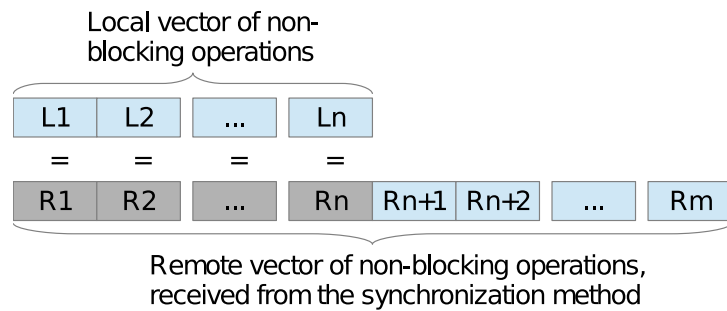 Local vector of non-
blocking operations
L1 L2 ... Ln
= = = =
R1 R2 ... Rn Rn+1 Rn+2 ... Rm
Remote vector of non-blocking operations,
received from the synchronization method